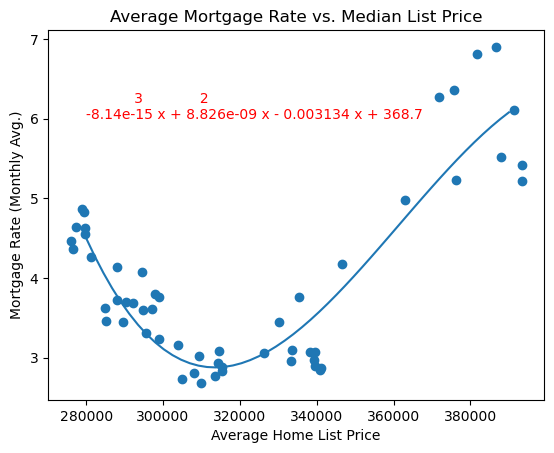 Average Mortgage Rate vs. Median List Price
7
6
5
4
3
3 2
-8.14e-15 x + 8.826e-09 x - 0.003134 x + 368.7
Mortgage Rate (Monthly Avg.)
280000 300000 320000 340000 360000 380000
Average Home List Price